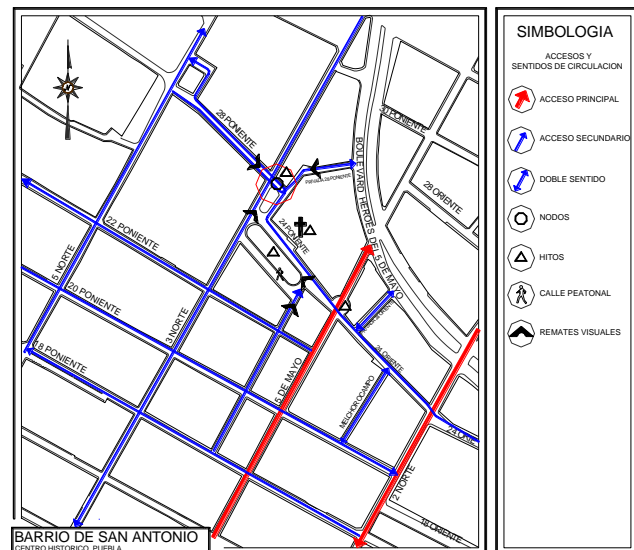 SIMBOLOGIA
ACCESOS Y
SENTIDOS DE CIRCULACION
ACCESO PRINCIPAL
ACCESO SECUNDARIO
DOBLE SENTIDO
NODOS
HITOS
CALLE PEATONAL
REMATES VISUALES
28 PONIENTE
30 PONIENTE
BOULEVARD HEROES DEL 5 DE MAYO
28 ORIENTE
24 PONIENTE
22 PONIENTE
5 NORTE
20 PONIENTE
3 NORTE
18 PONIENTE
5 DE MAYO
MELCHOR OCAMPO
24 ORIENTE
2 NORTE
18 ORIENTE
BARRIO DE SAN ANTONIO
CENTRO HISTORICO, PUEBLA